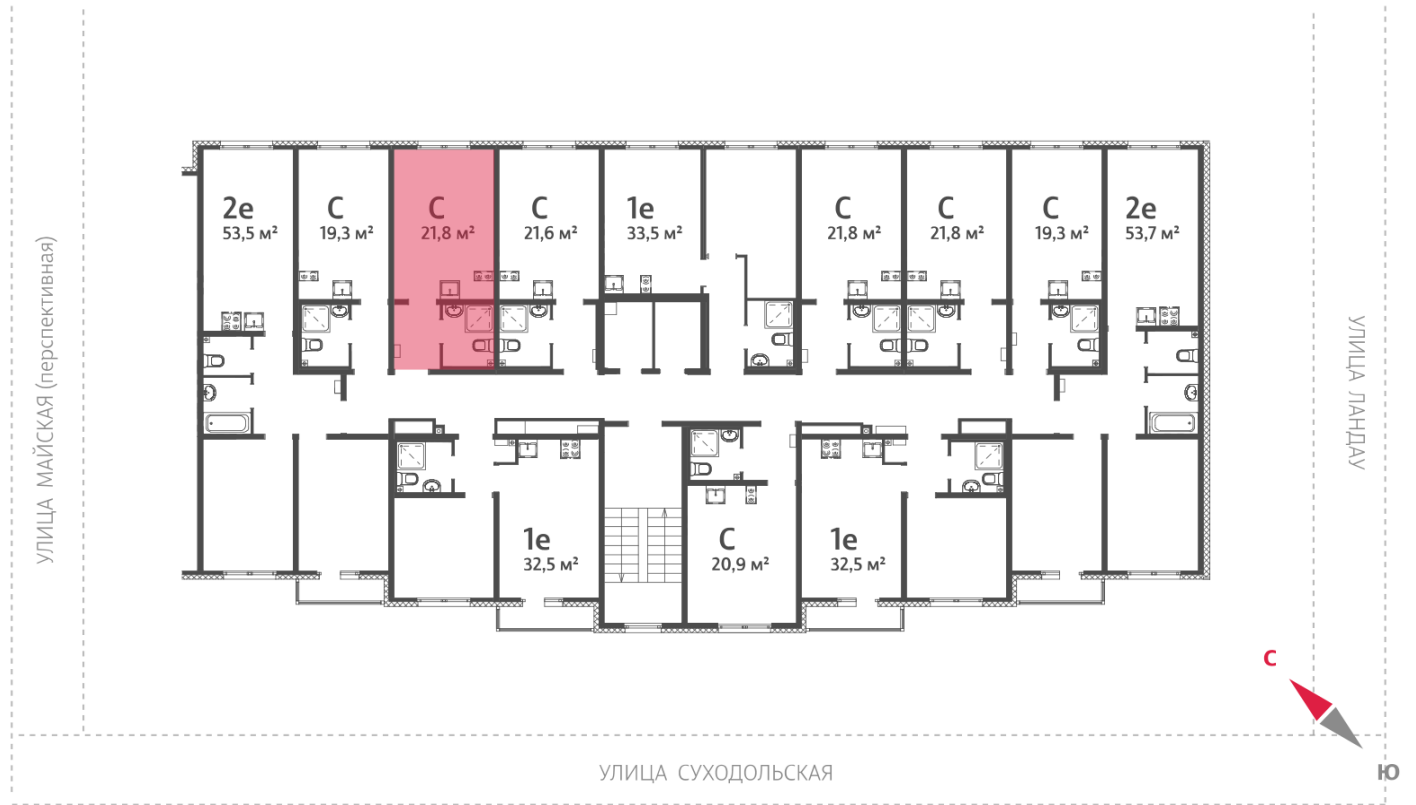 2е
53,5 м²
С
19,3 м²
С
21,8 м²
С
21,6 м²
1е
33,5 м²
С
21,8 м²
С
21,8 м²
С
19,3 м²
2е
53,7 м²
УЛИЦА МАЙСКАЯ (перспективная)
УЛИЦА ЛАНДАУ
1е
32,5 м²
С
20,9 м²
1е
32,5 м²
С
Ю
УЛИЦА СУХОДОЛЬСКАЯ